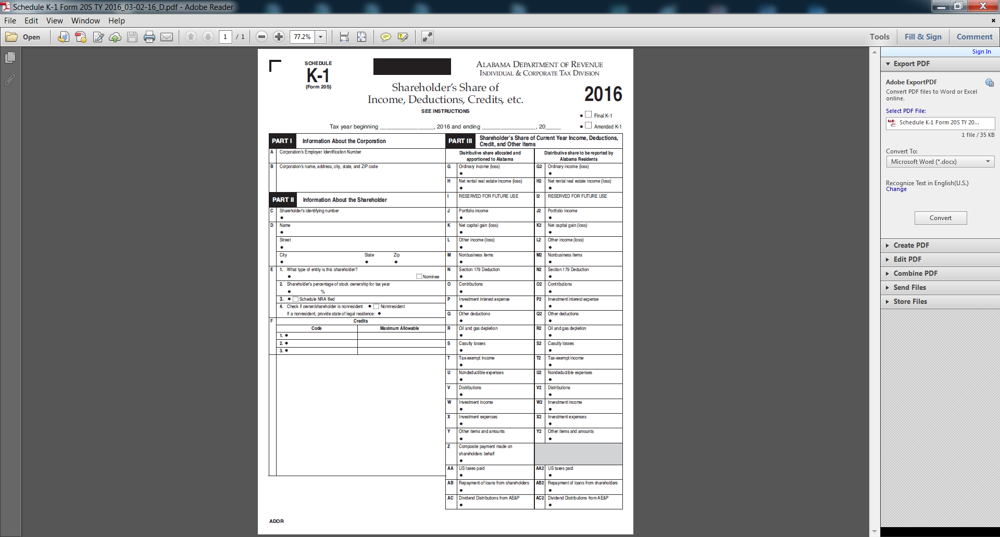 Schedule K-1 Form 20S TY 2016_03-02-16_D.pdf - Adobe Reader
File Edit View Window Help
Open 1 / 1 77.2% Tools Fill & Sign Comment
Sign In
Export PDF
Adobe ExportPDF
Convert PDF files to Word or Excel
online.
Select PDF File:
Schedule K-1 Form 20S TY 20...
1 file / 35 KB
Convert To:
Microsoft Word (*.docx)
Recognize Text in English(U.S.)
Change
Convert
Create PDF
Edit PDF
Combine PDF
Send Files
Store Files
SCHEDULE
K-1
(Form 20S)
ALABAMA DEPARTMENT OF REVENUE
INDIVIDUAL & CORPORATE TAX DIVISION
Shareholder's Share of
Income, Deductions, Credits, etc.
2016
SEE INSTRUCTIONS
• Final K-1
• Amended K-1
Tax year beginning _________________, 2016 and ending _________________, 20_____
PART I Information About the Corporation
A Corporation's Employer Identification Number
B Corporation's name, address, city, state, and ZIP code
PART II Information About the Shareholder
C Shareholder's identifying number
•
D Name
•
Street
•
City State Zip
• • •
E 1. What type of entity is this shareholder?
• Nominee
2. Shareholder's percentage of stock ownership for tax year
• %
3. • Schedule NRA filed
4. Check if owner/shareholder is nonresident • Nonnresident
If a nonresident, provide state of legal residence: •
F Credits
Code Maximum Allowable
1. •
2. •
3. •
PART III Shareholder's Share of Current Year Income, Deductions,
Credit, and Other Items
Distributive share allocated and
apportioned to Alabama
Distributive share to be reported by
Alabama Residents
G Ordinary income (loss) G2 Ordinary income (loss)
• •
H Net rental real estate income (loss) H2 Net rental real estate income (loss)
• •
I RESERVED FOR FUTURE USE I2 RESERVED FOR FUTURE USE
J Portfolio income J2 Portfolio income
• •
K Net capital gain (loss) K2 Net capital gain (loss)
• •
L Other income (loss) L2 Other income (loss)
• •
M Nonbusiness items M2 Nonbusiness items
• •
N Section 179 Deduction N2 Section 179 Deduction
• •
O Contributions O2 Contributions
• •
P Investment interest expense P2 Investment interest expense
• •
Q Other deductions Q2 Other deductions
• •
R Oil and gas depletion R2 Oil and gas depletion
• •
S Casulty losses S2 Casulty losses
• •
T Tax-exempt income T2 Tax-exempt income
• •
U Nondeductible expenses U2 Nondeductible expenses
• •
V Distributions V2 Distributions
• •
W Investment income W2 Investment income
• •
X Investment expenses X2 Investment expenses
• •
Y Other items and amounts Y2 Other items and amounts
• •
Z Composite payment made on
shareholders behalf
•
AA US taxes paid AA2 US taxes paid
• •
AB Repayment of loans from shareholders AB2 Repayment of loans from shareholders
• •
AC Dividend Distributions from AE&P AC2 Dividend Distributions from AE&P
• •
ADOR